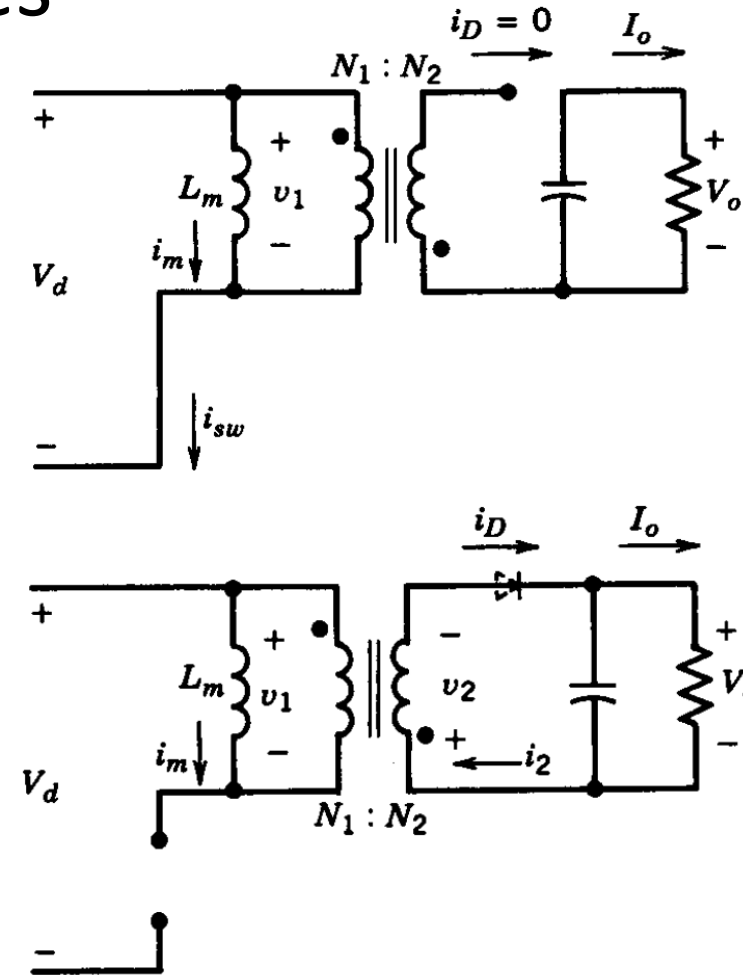 i_D = 0
I_o
N_1 : N_2
+
+
+
L_m
v_1
V_o
i_m
−
−
V_d
−
i_sw
i_D
I_o
+
+
−
+
L_m
v_1
v_2
V
i_m
−
+
−
i_2
V_d
N_1 : N_2
−